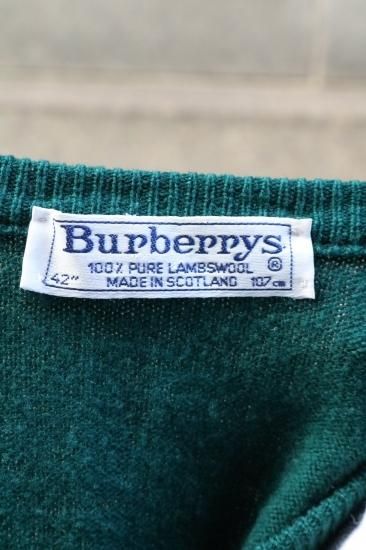 Burberrys ®
100% PURE LAMBSWOOL
42" MADE IN SCOTLAND 107cm